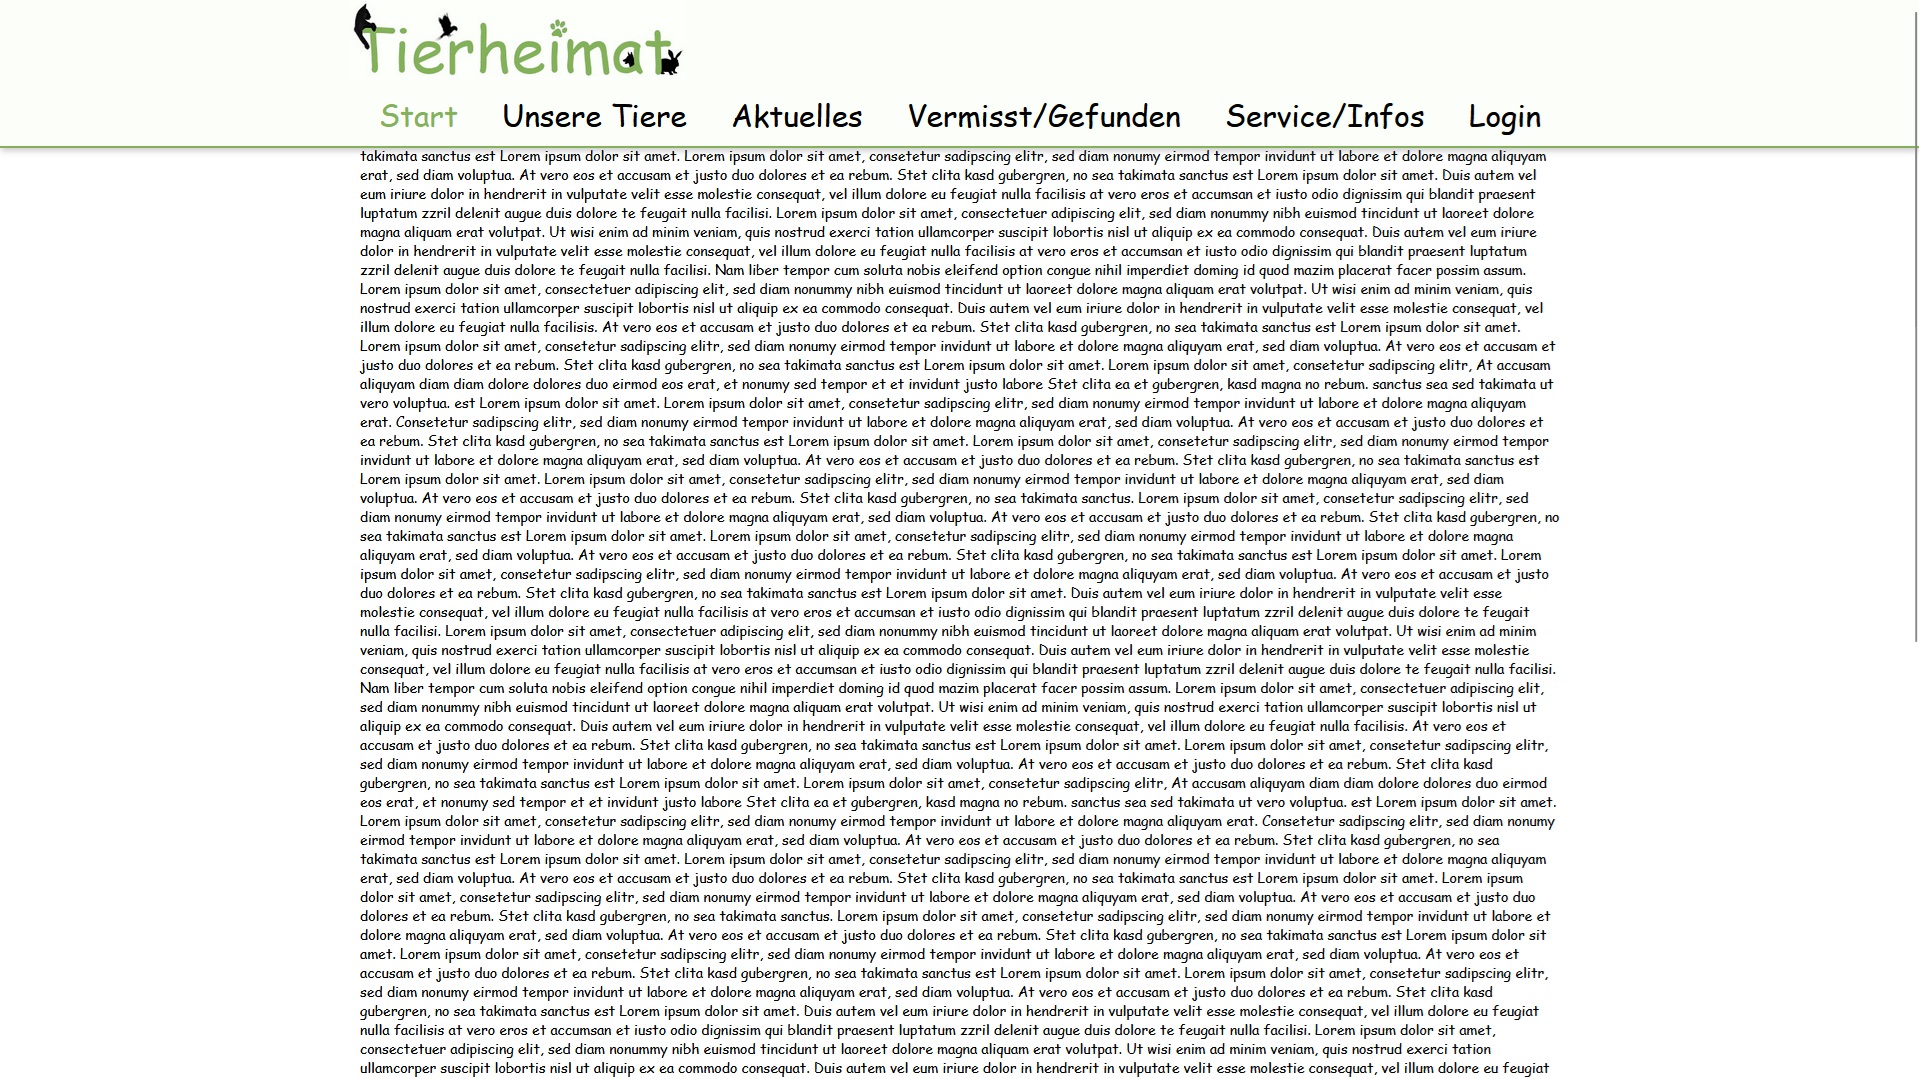 Tierheimat
Start Unsere Tiere Aktuelles Vermisst/Gefunden Service/Infos Login
takimata sanctus est Lorem ipsum dolor sit amet. Lorem ipsum dolor sit amet, consetetur sadipscing elitr, sed diam nonumy eirmod tempor invidunt ut labore et dolore magna aliquyam
erat, sed diam voluptua. At vero eos et accusam et justo duo dolores et ea rebum. Stet clita kasd gubergren, no sea takimata sanctus est Lorem ipsum dolor sit amet. Duis autem vel
eum iriure dolor in hendrerit in vulputate velit esse molestie consequat, vel illum dolore eu feugiat nulla facilisis at vero eros et accumsan et iusto odio dignissim qui blandit praesent
luptatum zzril delenit augue duis dolore te feugait nulla facilisi. Lorem ipsum dolor sit amet, consectetuer adipiscing elit, sed diam nonummy nibh euismod tincidunt ut laoreet dolore
magna aliquam erat volutpat. Ut wisi enim ad minim veniam, quis nostrud exerci tation ullamcorper suscipit lobortis nisl ut aliquip ex ea commodo consequat. Duis autem vel eum iriure
dolor in hendrerit in vulputate velit esse molestie consequat, vel illum dolore eu feugiat nulla facilisis at vero eros et accumsan et iusto odio dignissim qui blandit praesent luptatum
zzril delenit augue duis dolore te feugait nulla facilisi. Nam liber tempor cum soluta nobis eleifend option congue nihil imperdiet doming id quod mazim placerat facer possim assum.
Lorem ipsum dolor sit amet, consectetuer adipiscing elit, sed diam nonummy nibh euismod tincidunt ut laoreet dolore magna aliquam erat volutpat. Ut wisi enim ad minim veniam, quis
nostrud exerci tation ullamcorper suscipit lobortis nisl ut aliquip ex ea commodo consequat. Duis autem vel eum iriure dolor in hendrerit in vulputate velit esse molestie consequat, vel
illum dolore eu feugiat nulla facilisis. At vero eos et accusam et justo duo dolores et ea rebum. Stet clita kasd gubergren, no sea takimata sanctus est Lorem ipsum dolor sit amet.
Lorem ipsum dolor sit amet, consetetur sadipscing elitr, sed diam nonumy eirmod tempor invidunt ut labore et dolore magna aliquyam erat, sed diam voluptua. At vero eos et accusam et
justo duo dolores et ea rebum. Stet clita kasd gubergren, no sea takimata sanctus est Lorem ipsum dolor sit amet. Lorem ipsum dolor sit amet, consetetur sadipscing elitr, At accusam
aliquyam diam diam dolore dolores duo eirmod eos erat, et nonumy sed tempor et et invidunt justo labore Stet clita ea et gubergren, kasd magna no rebum. sanctus sea sed takimata ut
vero voluptua. est Lorem ipsum dolor sit amet. Lorem ipsum dolor sit amet, consetetur sadipscing elitr, sed diam nonumy eirmod tempor invidunt ut labore et dolore magna aliquyam
erat. Consetetur sadipscing elitr, sed diam nonumy eirmod tempor invidunt ut labore et dolore magna aliquyam erat, sed diam voluptua. At vero eos et accusam et justo duo dolores et
ea rebum. Stet clita kasd gubergren, no sea takimata sanctus est Lorem ipsum dolor sit amet. Lorem ipsum dolor sit amet, consetetur sadipscing elitr, sed diam nonumy eirmod tempor
invidunt ut labore et dolore magna aliquyam erat, sed diam voluptua. At vero eos et accusam et justo duo dolores et ea rebum. Stet clita kasd gubergren, no sea takimata sanctus est
Lorem ipsum dolor sit amet. Lorem ipsum dolor sit amet, consetetur sadipscing elitr, sed diam nonumy eirmod tempor invidunt ut labore et dolore magna aliquyam erat, sed diam
voluptua. At vero eos et accusam et justo duo dolores et ea rebum. Stet clita kasd gubergren, no sea takimata sanctus. Lorem ipsum dolor sit amet, consetetur sadipscing elitr, sed
diam nonumy eirmod tempor invidunt ut labore et dolore magna aliquyam erat, sed diam voluptua. At vero eos et accusam et justo duo dolores et ea rebum. Stet clita kasd gubergren, no
sea takimata sanctus est Lorem ipsum dolor sit amet. Lorem ipsum dolor sit amet, consetetur sadipscing elitr, sed diam nonumy eirmod tempor invidunt ut labore et dolore magna
aliquyam erat, sed diam voluptua. At vero eos et accusam et justo duo dolores et ea rebum. Stet clita kasd gubergren, no sea takimata sanctus est Lorem ipsum dolor sit amet. Lorem
ipsum dolor sit amet, consetetur sadipscing elitr, sed diam nonumy eirmod tempor invidunt ut labore et dolore magna aliquyam erat, sed diam voluptua. At vero eos et accusam et justo
duo dolores et ea rebum. Stet clita kasd gubergren, no sea takimata sanctus est Lorem ipsum dolor sit amet. Duis autem vel eum iriure dolor in hendrerit in vulputate velit esse
molestie consequat, vel illum dolore eu feugiat nulla facilisis at vero eros et accumsan et iusto odio dignissim qui blandit praesent luptatum zzril delenit augue duis dolore te feugait
nulla facilisi. Lorem ipsum dolor sit amet, consectetuer adipiscing elit, sed diam nonummy nibh euismod tincidunt ut laoreet dolore magna aliquam erat volutpat. Ut wisi enim ad minim
veniam, quis nostrud exerci tation ullamcorper suscipit lobortis nisl ut aliquip ex ea commodo consequat. Duis autem vel eum iriure dolor in hendrerit in vulputate velit esse molestie
consequat, vel illum dolore eu feugiat nulla facilisis at vero eros et accumsan et iusto odio dignissim qui blandit praesent luptatum zzril delenit augue duis dolore te feugait nulla facilisi.
Nam liber tempor cum soluta nobis eleifend option congue nihil imperdiet doming id quod mazim placerat facer possim assum. Lorem ipsum dolor sit amet, consectetuer adipiscing elit,
sed diam nonummy nibh euismod tincidunt ut laoreet dolore magna aliquam erat volutpat. Ut wisi enim ad minim veniam, quis nostrud exerci tation ullamcorper suscipit lobortis nisl ut
aliquip ex ea commodo consequat. Duis autem vel eum iriure dolor in hendrerit in vulputate velit esse molestie consequat, vel illum dolore eu feugiat nulla facilisis. At vero eos et
accusam et justo duo dolores et ea rebum. Stet clita kasd gubergren, no sea takimata sanctus est Lorem ipsum dolor sit amet. Lorem ipsum dolor sit amet, consetetur sadipscing elitr,
sed diam nonumy eirmod tempor invidunt ut labore et dolore magna aliquyam erat, sed diam voluptua. At vero eos et accusam et justo duo dolores et ea rebum. Stet clita kasd
gubergren, no sea takimata sanctus est Lorem ipsum dolor sit amet. Lorem ipsum dolor sit amet, consetetur sadipscing elitr, At accusam aliquyam diam diam dolore dolores duo eirmod
eos erat, et nonumy sed tempor et et invidunt justo labore Stet clita ea et gubergren, kasd magna no rebum. sanctus sea sed takimata ut vero voluptua. est Lorem ipsum dolor sit amet.
Lorem ipsum dolor sit amet, consetetur sadipscing elitr, sed diam nonumy eirmod tempor invidunt ut labore et dolore magna aliquyam erat. Consetetur sadipscing elitr, sed diam nonumy
eirmod tempor invidunt ut labore et dolore magna aliquyam erat, sed diam voluptua. At vero eos et accusam et justo duo dolores et ea rebum. Stet clita kasd gubergren, no sea
takimata sanctus est Lorem ipsum dolor sit amet. Lorem ipsum dolor sit amet, consetetur sadipscing elitr, sed diam nonumy eirmod tempor invidunt ut labore et dolore magna aliquyam
erat, sed diam voluptua. At vero eos et accusam et justo duo dolores et ea rebum. Stet clita kasd gubergren, no sea takimata sanctus est Lorem ipsum dolor sit amet. Lorem ipsum
dolor sit amet, consetetur sadipscing elitr, sed diam nonumy eirmod tempor invidunt ut labore et dolore magna aliquyam erat, sed diam voluptua. At vero eos et accusam et justo duo
dolores et ea rebum. Stet clita kasd gubergren, no sea takimata sanctus. Lorem ipsum dolor sit amet, consetetur sadipscing elitr, sed diam nonumy eirmod tempor invidunt ut labore et
dolore magna aliquyam erat, sed diam voluptua. At vero eos et accusam et justo duo dolores et ea rebum. Stet clita kasd gubergren, no sea takimata sanctus est Lorem ipsum dolor sit
amet. Lorem ipsum dolor sit amet, consetetur sadipscing elitr, sed diam nonumy eirmod tempor invidunt ut labore et dolore magna aliquyam erat, sed diam voluptua. At vero eos et
accusam et justo duo dolores et ea rebum. Stet clita kasd gubergren, no sea takimata sanctus est Lorem ipsum dolor sit amet. Lorem ipsum dolor sit amet, consetetur sadipscing elitr,
sed diam nonumy eirmod tempor invidunt ut labore et dolore magna aliquyam erat, sed diam voluptua. At vero eos et accusam et justo duo dolores et ea rebum. Stet clita kasd
gubergren, no sea takimata sanctus est Lorem ipsum dolor sit amet. Duis autem vel eum iriure dolor in hendrerit in vulputate velit esse molestie consequat, vel illum dolore eu feugiat
nulla facilisis at vero eros et accumsan et iusto odio dignissim qui blandit praesent luptatum zzril delenit augue duis dolore te feugait nulla facilisi. Lorem ipsum dolor sit amet,
consectetuer adipiscing elit, sed diam nonummy nibh euismod tincidunt ut laoreet dolore magna aliquam erat volutpat. Ut wisi enim ad minim veniam, quis nostrud exerci tation
ullamcorper suscipit lobortis nisl ut aliquip ex ea commodo consequat. Duis autem vel eum iriure dolor in hendrerit in vulputate velit esse molestie consequat, vel illum dolore eu feugiat